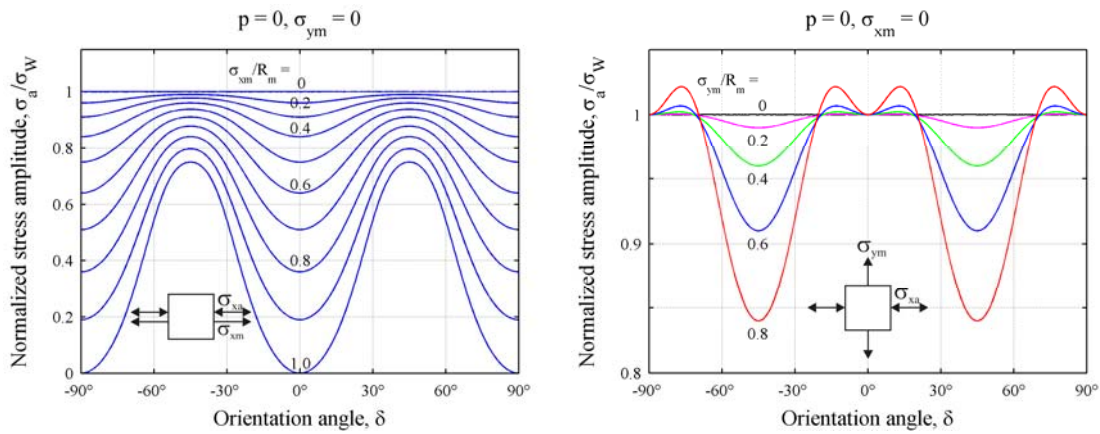 p = 0, σym = 0
Normalized stress amplitude, σa/σW
σxm/Rm =
0
0.2
0.4
0.6
0.8
1.0
1
0.8
0.6
0.4
0.2
0
σxa
σxm
-90° -60° -30° 0° 30° 60° 90°
Orientation angle, δ
p = 0, σxm = 0
Normalized stress amplitude, σa/σW
σym/Rm =
0
0.2
0.4
0.6
0.8
1
0.9
0.8
σym
σxa
-90° -60° -30° 0° 30° 60° 90°
Orientation angle, δ